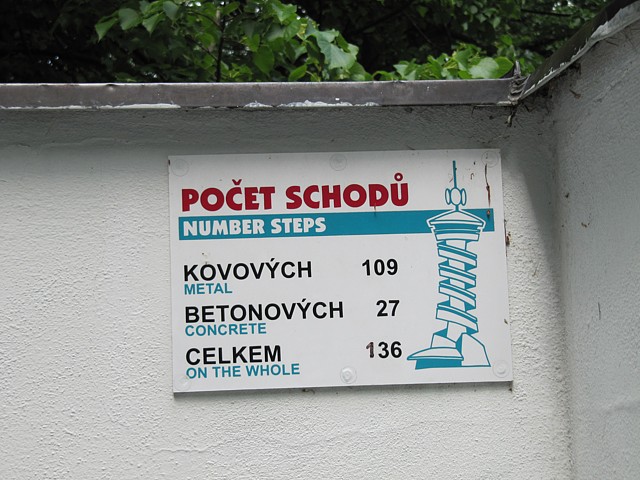 POČET SCHODŮ
NUMBER STEPS
KOVOVÝCH 109
METAL
BETONOVÝCH 27
CONCRETE
CELKEM 136
ON THE WHOLE